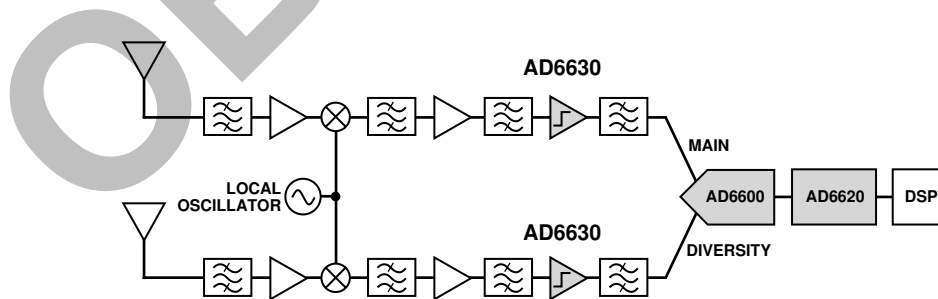 AD6630
MAIN
LOCAL
OSCILLATOR
AD6600
AD6620
DSP
AD6630
DIVERSITY